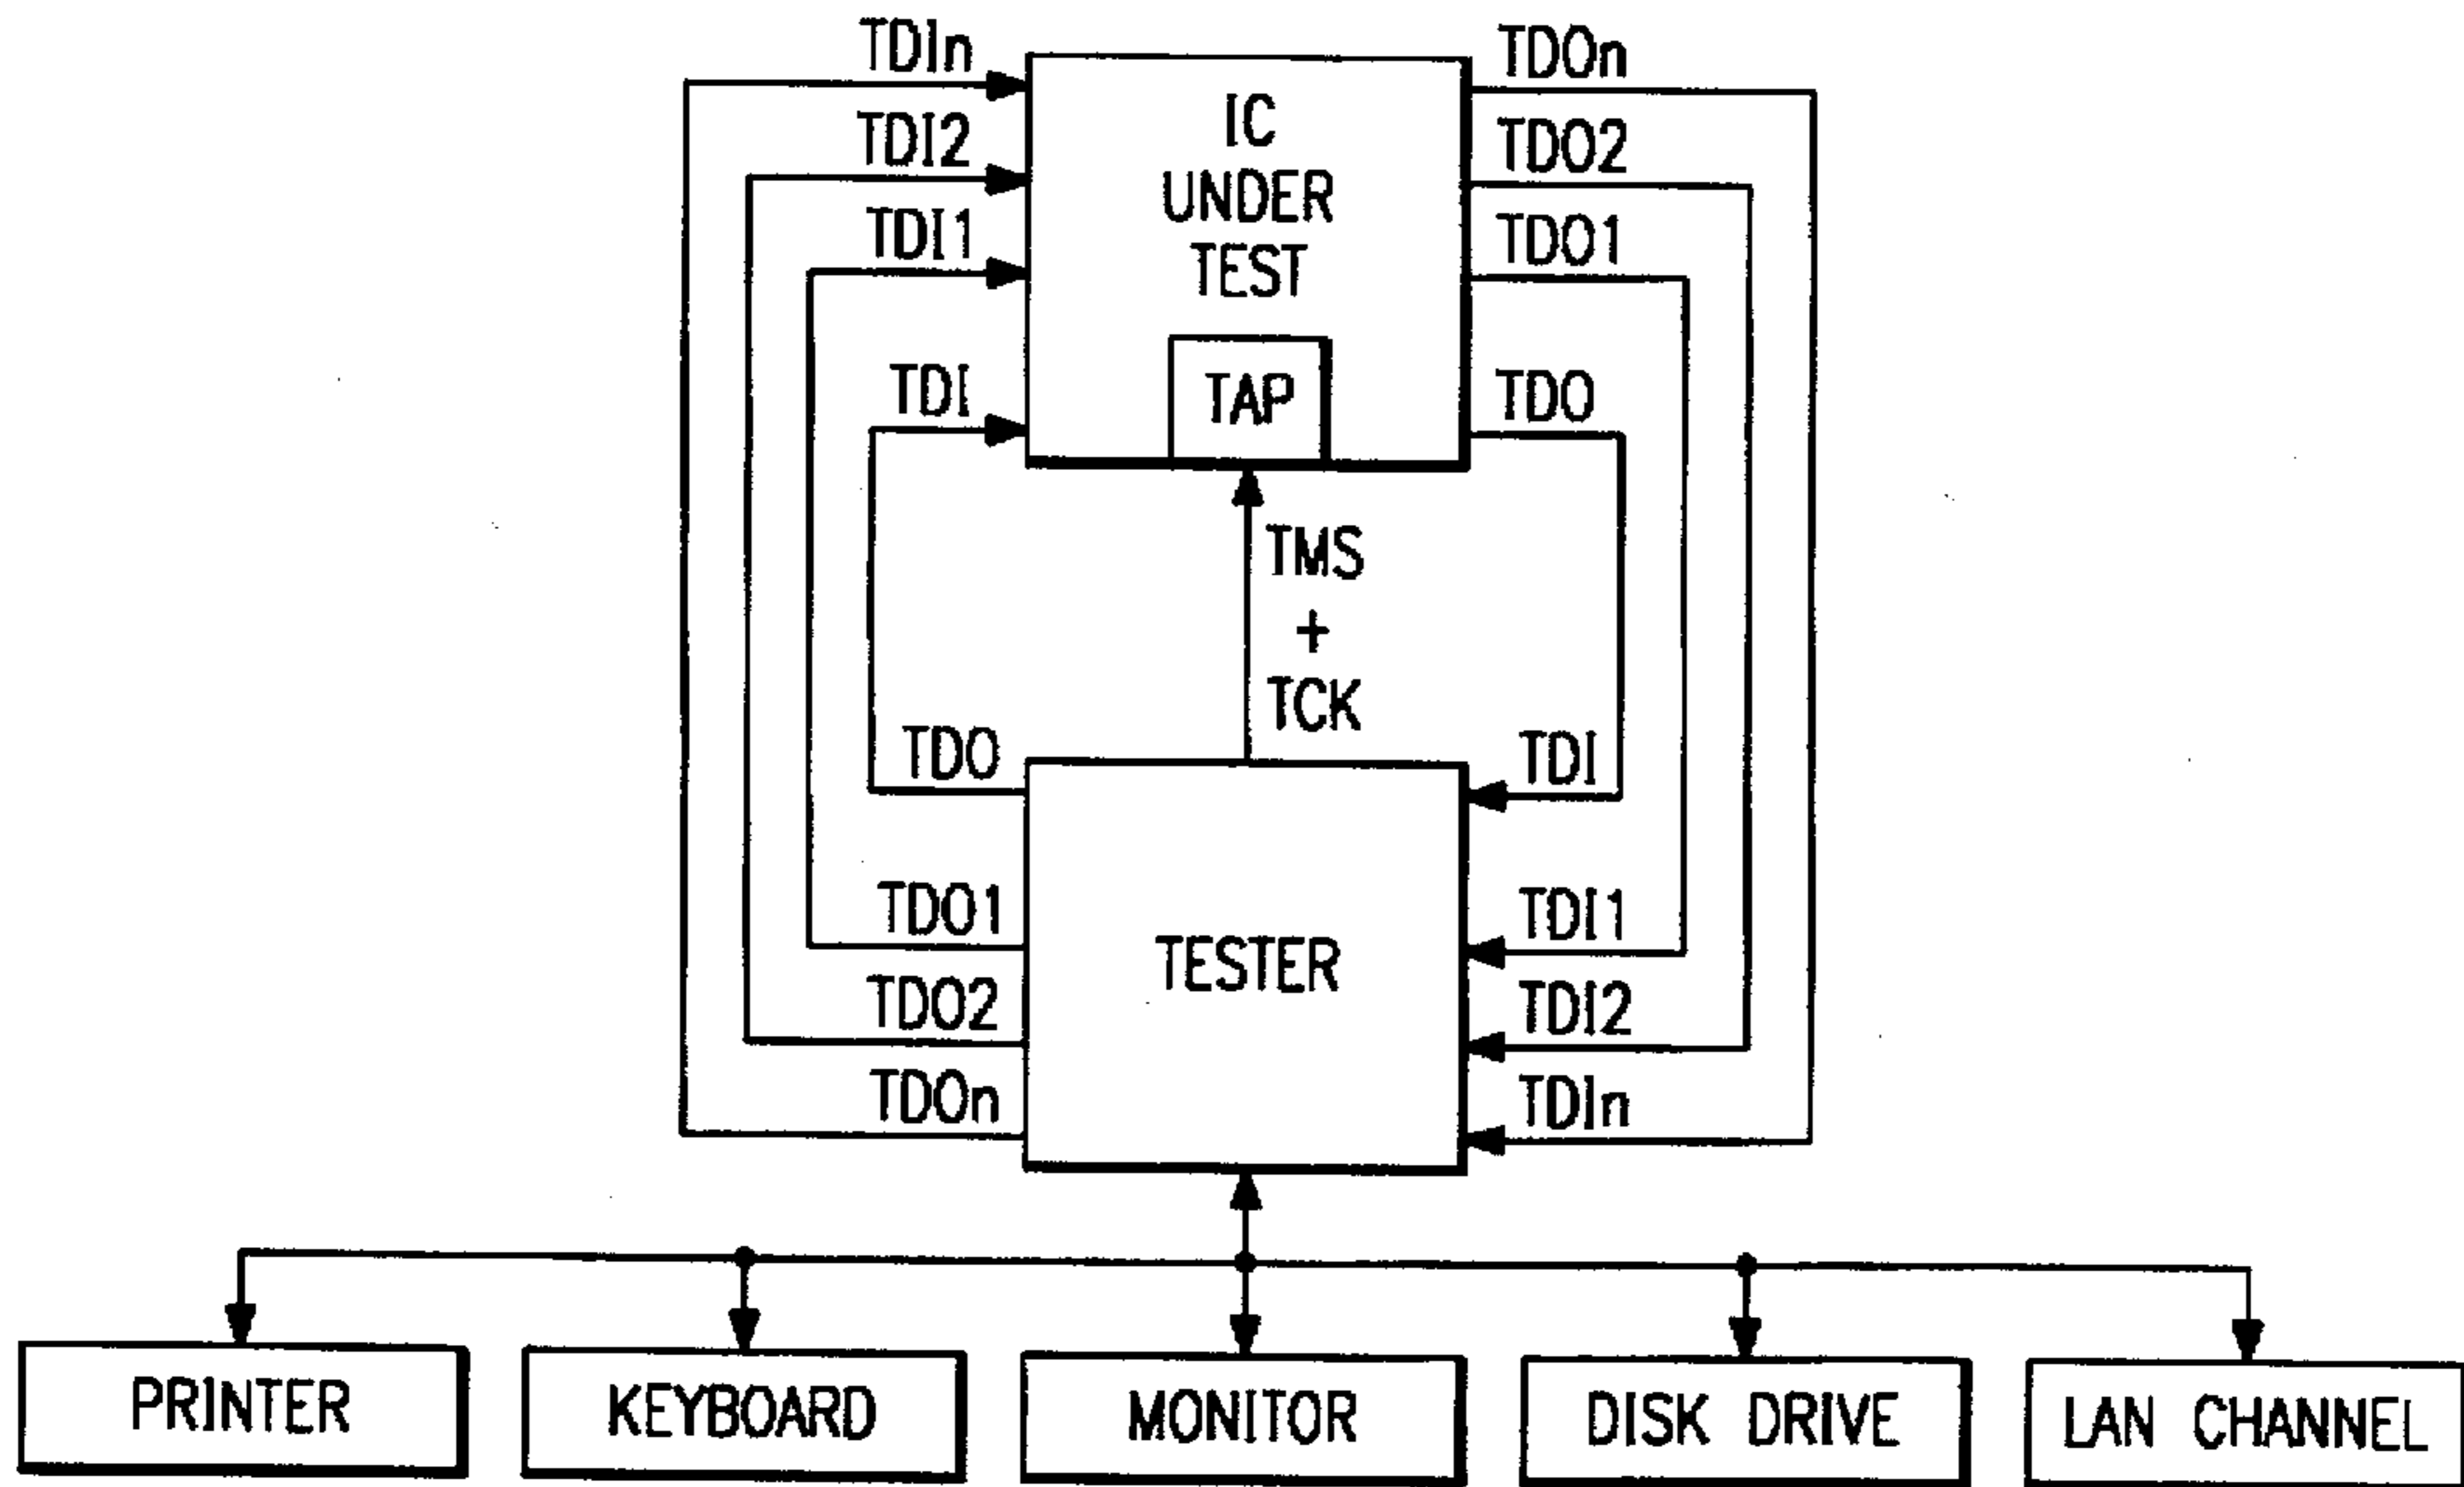 TDIn
TDOn
IC
UNDER
TEST
TDI2
TDO2
TDI1
TDO1
TDI
TAP
TDO
TMS
+
TCK
TDO
TDI
TDO1
TDI1
TESTER
TDO2
TDI2
TDOn
TDIn
PRINTER
KEYBOARD
MONITOR
DISK DRIVE
LAN CHANNEL